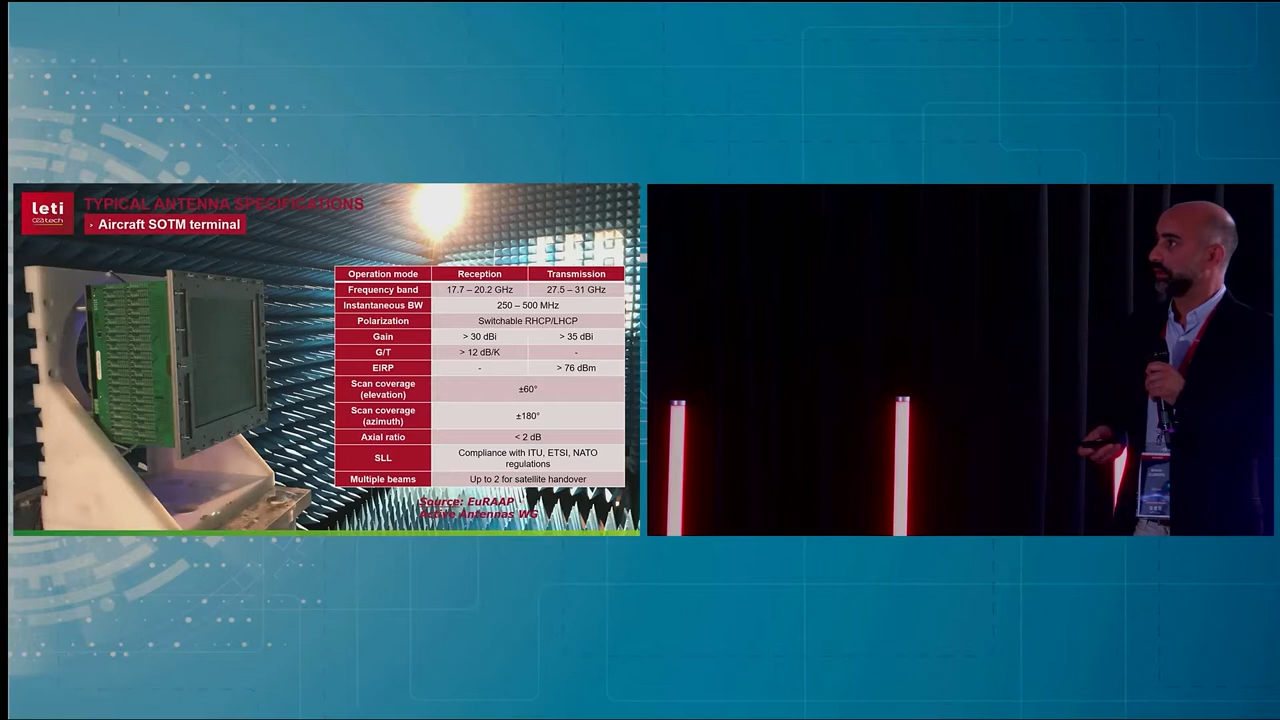 leti
cea tech
TYPICAL ANTENNA SPECIFICATIONS
› Aircraft SOTM terminal
Operation mode Reception Transmission
Frequency band 17.7 – 20.2 GHz 27.5 – 31 GHz
Instantaneous BW 250 – 500 MHz
Polarization Switchable RHCP/LHCP
Gain > 30 dBi > 35 dBi
G/T > 12 dB/K -
EIRP - > 76 dBm
Scan coverage
(elevation) ±60°
Scan coverage
(azimuth) ±180°
Axial ratio < 2 dB
SLL Compliance with ITU, ETSI, NATO
regulations
Multiple beams Up to 2 for satellite handover
Source: EuRAAP
Active Antennas WG